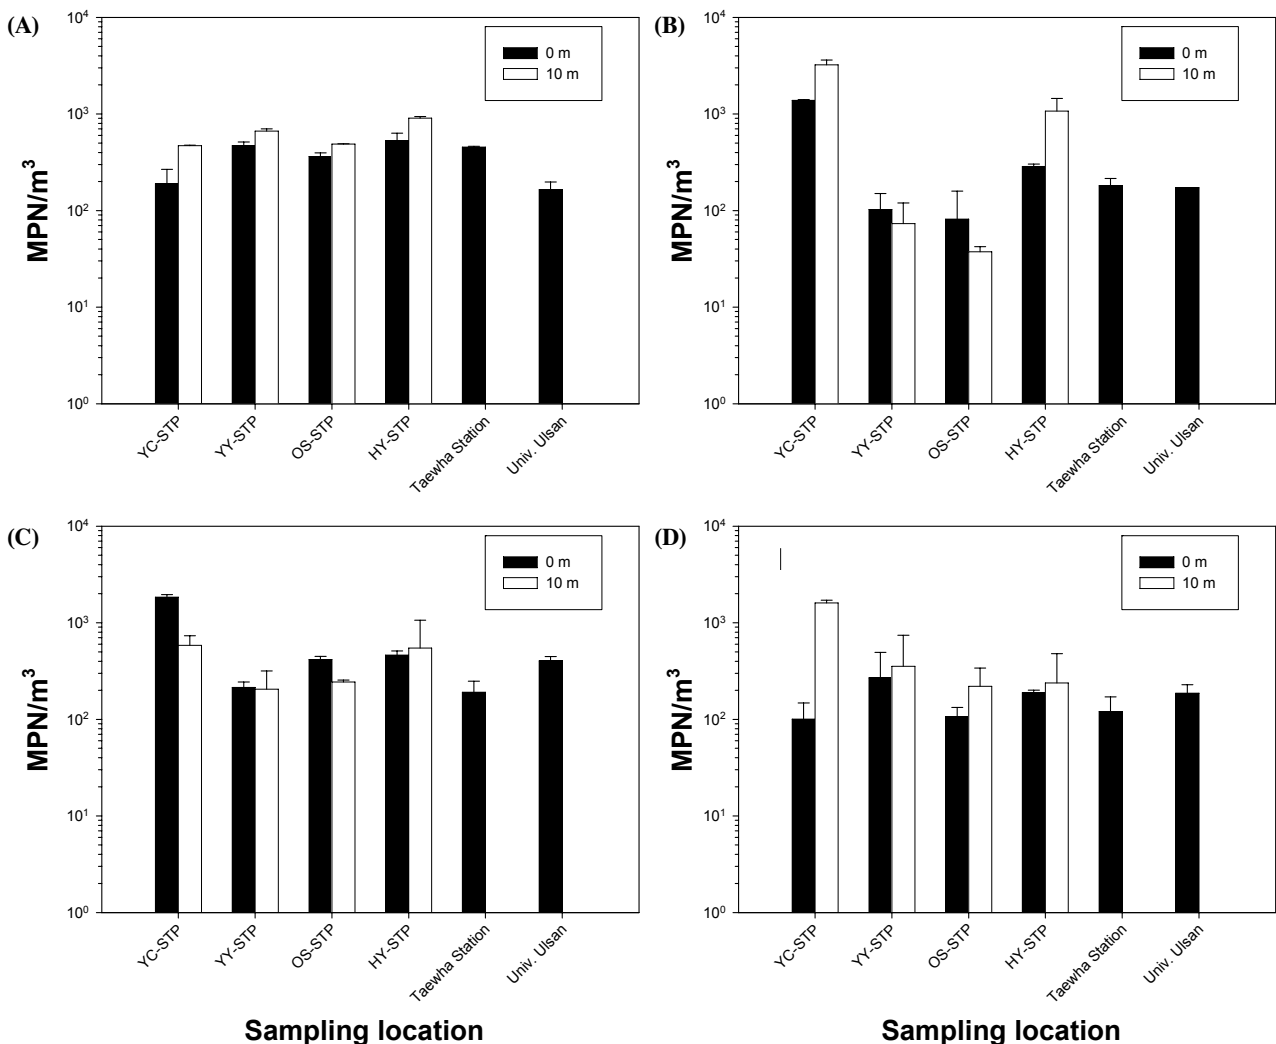 (A)
10⁴
10³
10²
10¹
10⁰
MPN/m³
0 m
10 m
YC-STP
YY-STP
OS-STP
HY-STP
Taewha Station
Univ. Ulsan
(B)
10⁴
10³
10²
10¹
10⁰
MPN/m³
0 m
10 m
YC-STP
YY-STP
OS-STP
HY-STP
Taewha Station
Univ. Ulsan
(C)
10⁴
10³
10²
10¹
10⁰
MPN/m³
0 m
10 m
YC-STP
YY-STP
OS-STP
HY-STP
Taewha Station
Univ. Ulsan
Sampling location
(D)
10⁴
10³
10²
10¹
10⁰
MPN/m³
0 m
10 m
YC-STP
YY-STP
OS-STP
HY-STP
Taewha Station
Univ. Ulsan
Sampling location